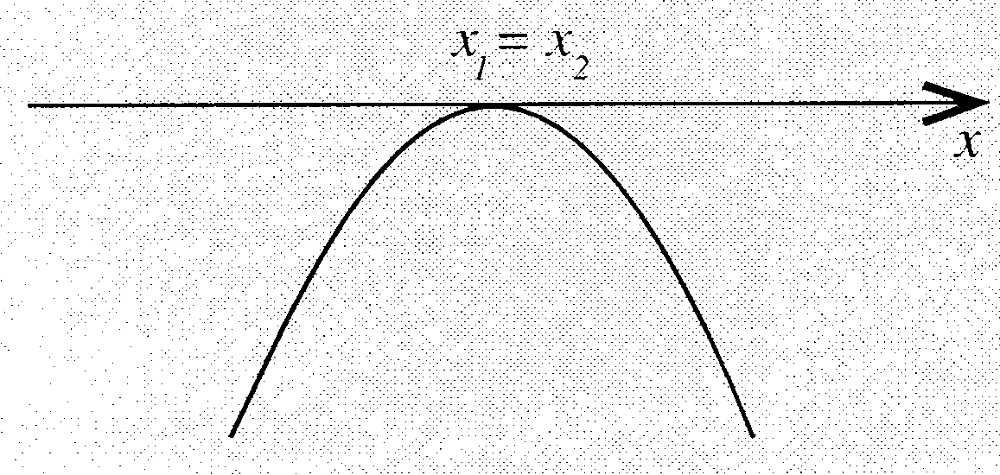 x₁ = x₂
x